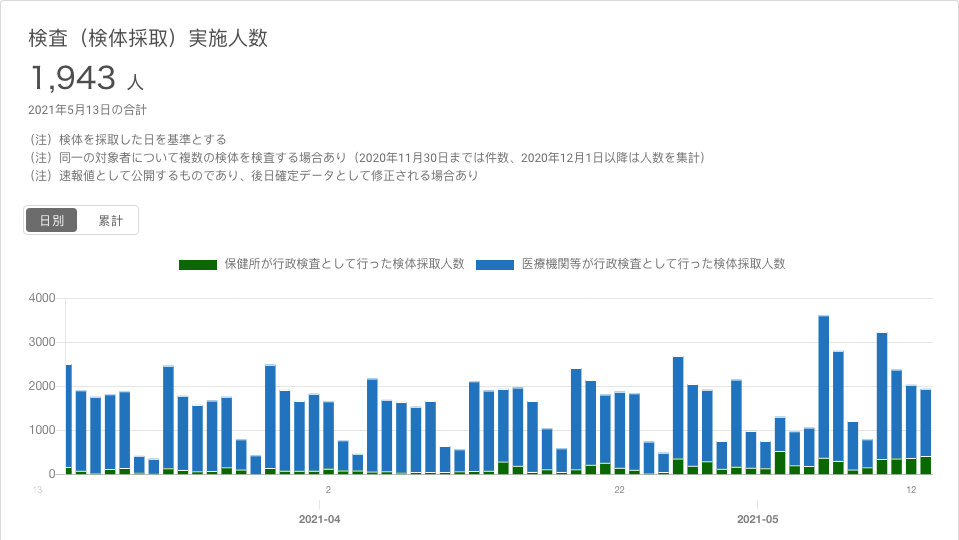 検査（検体採取）実施人数
1,943 人
2021年5月13日の合計
（注）検体を採取した日を基準とする
（注）同一の対象者について複数の検体を検査する場合あり（2020年11月30日までは件数、2020年12月1日以降は人数を集計）
（注）速報値として公開するものであり、後日確定データとして修正される場合あり
日別 累計
保健所が行政検査として行った検体採取人数 医療機関等が行政検査として行った検体採取人数
4000
3000
2000
1000
0
13 2 22 12
2021-04 2021-05